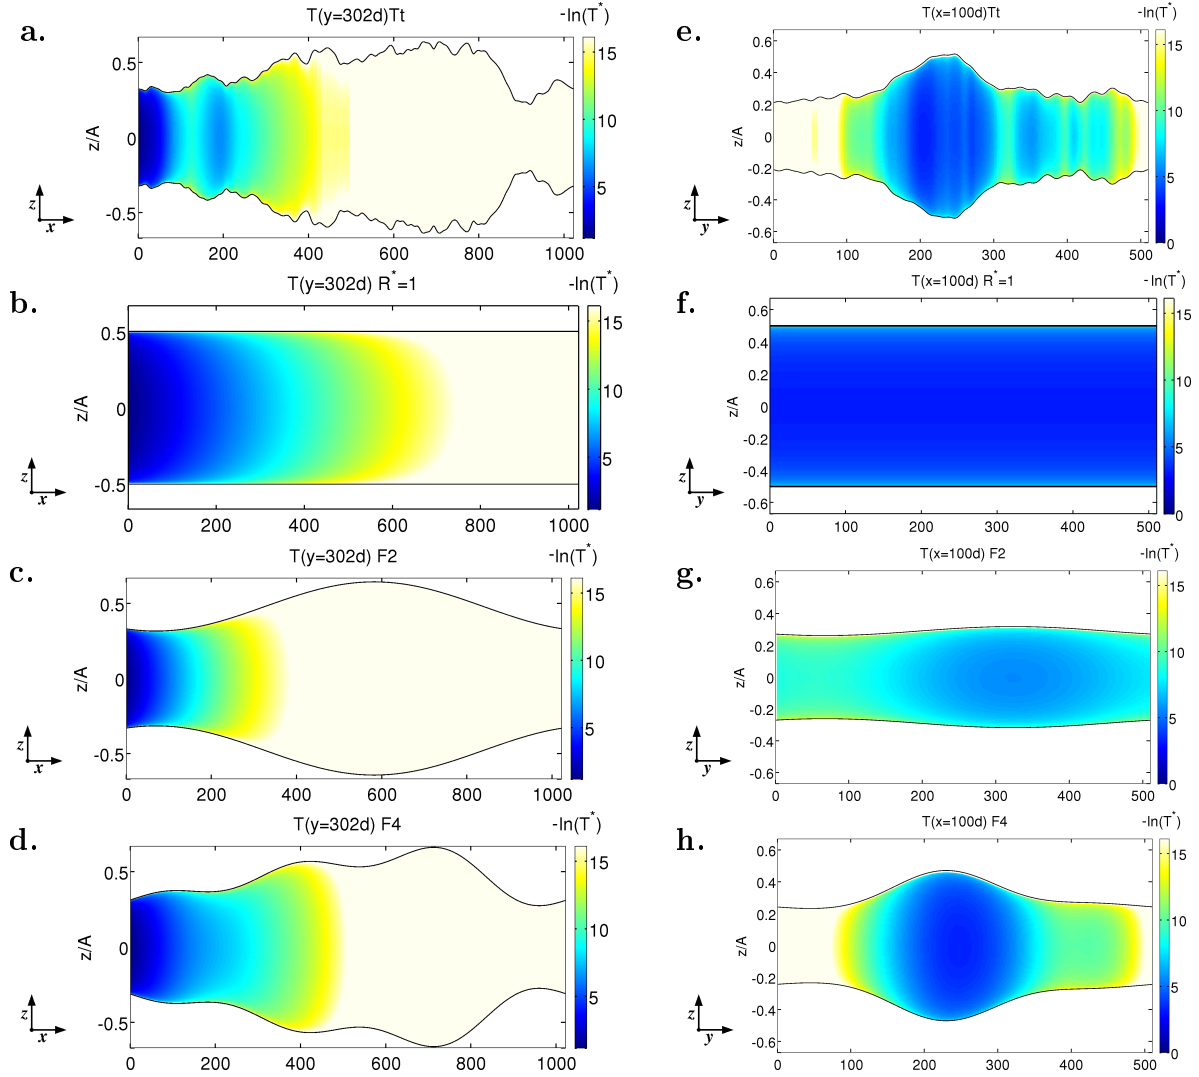 a.
T(y=302d)Tt
-ln(T*)
0.5
0
-0.5
z/A
z
x
0 200 400 600 800 1000
15
10
5
e.
T(x=100d)Tt
-ln(T*)
0.6
0.4
0.2
0
-0.2
-0.4
-0.6
z/A
z
y
0 100 200 300 400 500
15
10
5
0
b.
T(y=302d) R*=1
-ln(T*)
0.5
0
-0.5
z/A
z
x
0 200 400 600 800 1000
15
10
5
f.
T(x=100d) R*=1
-ln(T*)
0.6
0.4
0.2
0
-0.2
-0.4
-0.6
z/A
z
y
0 100 200 300 400 500
15
10
5
0
c.
T(y=302d) F2
-ln(T*)
0.5
0
-0.5
z/A
z
x
0 200 400 600 800 1000
15
10
5
g.
T(x=100d) F2
-ln(T*)
0.6
0.4
0.2
0
-0.2
-0.4
-0.6
z/A
z
y
0 100 200 300 400 500
15
10
5
0
d.
T(y=302d) F4
-ln(T*)
0.5
0
-0.5
z/A
z
x
0 200 400 600 800 1000
15
10
5
h.
T(x=100d) F4
-ln(T*)
0.6
0.4
0.2
0
-0.2
-0.4
-0.6
z/A
z
y
0 100 200 300 400 500
15
10
5
0